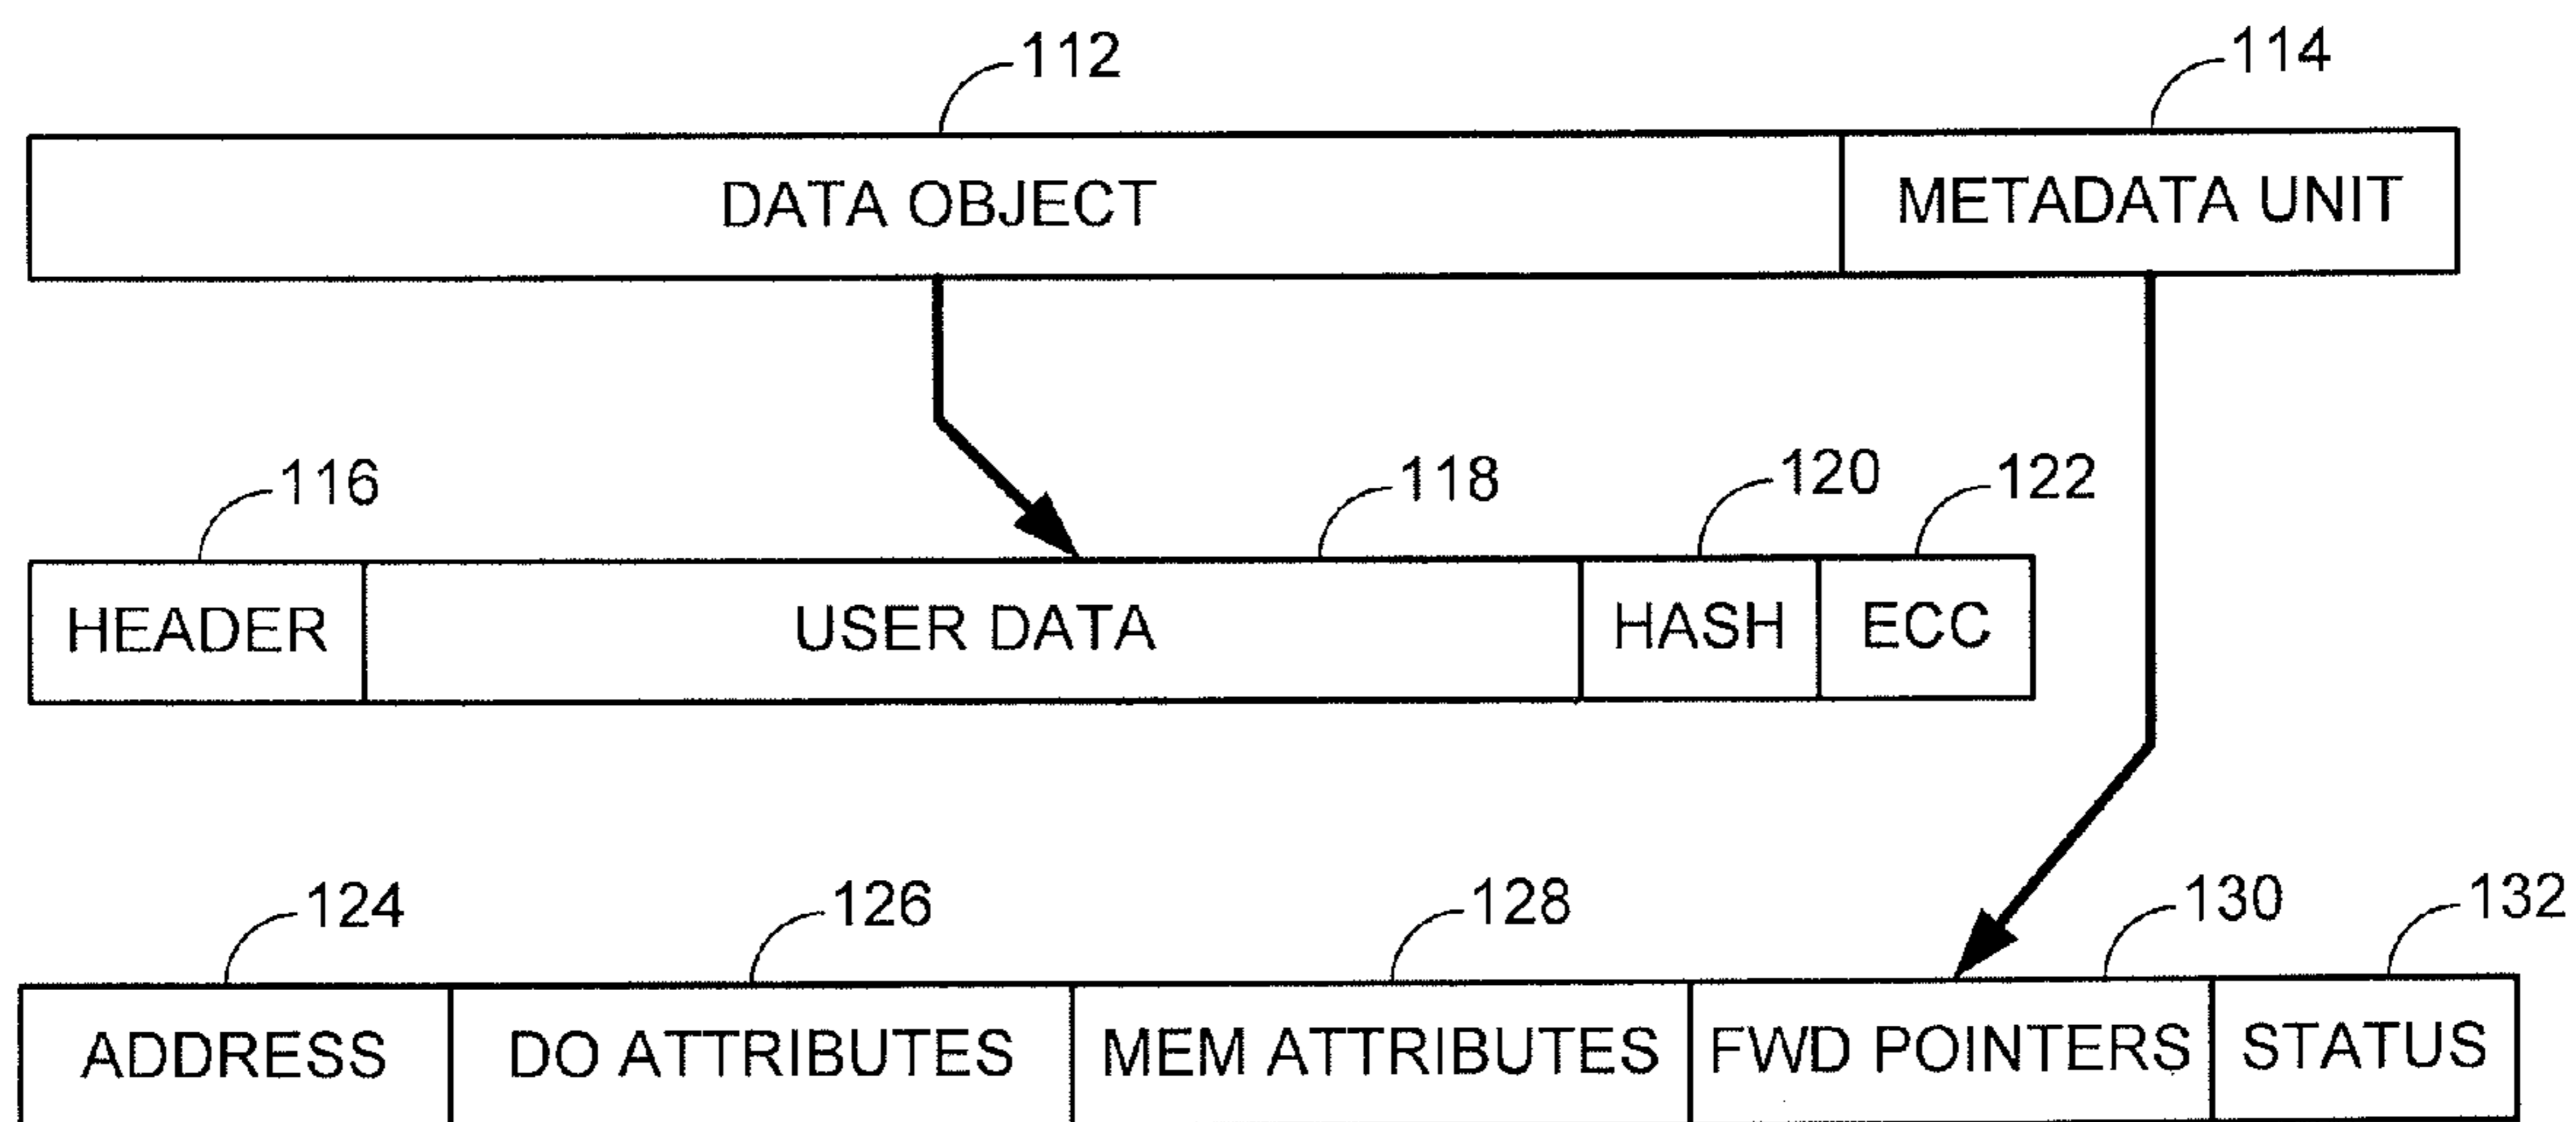 112 114
DATA OBJECT METADATA UNIT
116 118 120 122
HEADER USER DATA HASH ECC
124 126 128 130 132
ADDRESS DO ATTRIBUTES MEM ATTRIBUTES FWD POINTERS STATUS